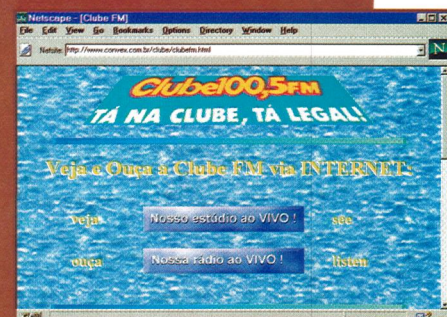 Netscape - [Clube FM]
File Edit View Go Bookmarks Options Directory Window Help
Netsite: http://www.convex.com.br/clube/clubefm.html
N
Clube100,5FM
TÁ NA CLUBE, TÁ LEGAL!
Veja e Ouça a Clube FM via INTERNET:
veja Nosso estúdio ao VIVO ! see
ouça Nossa rádio ao VIVO ! listen